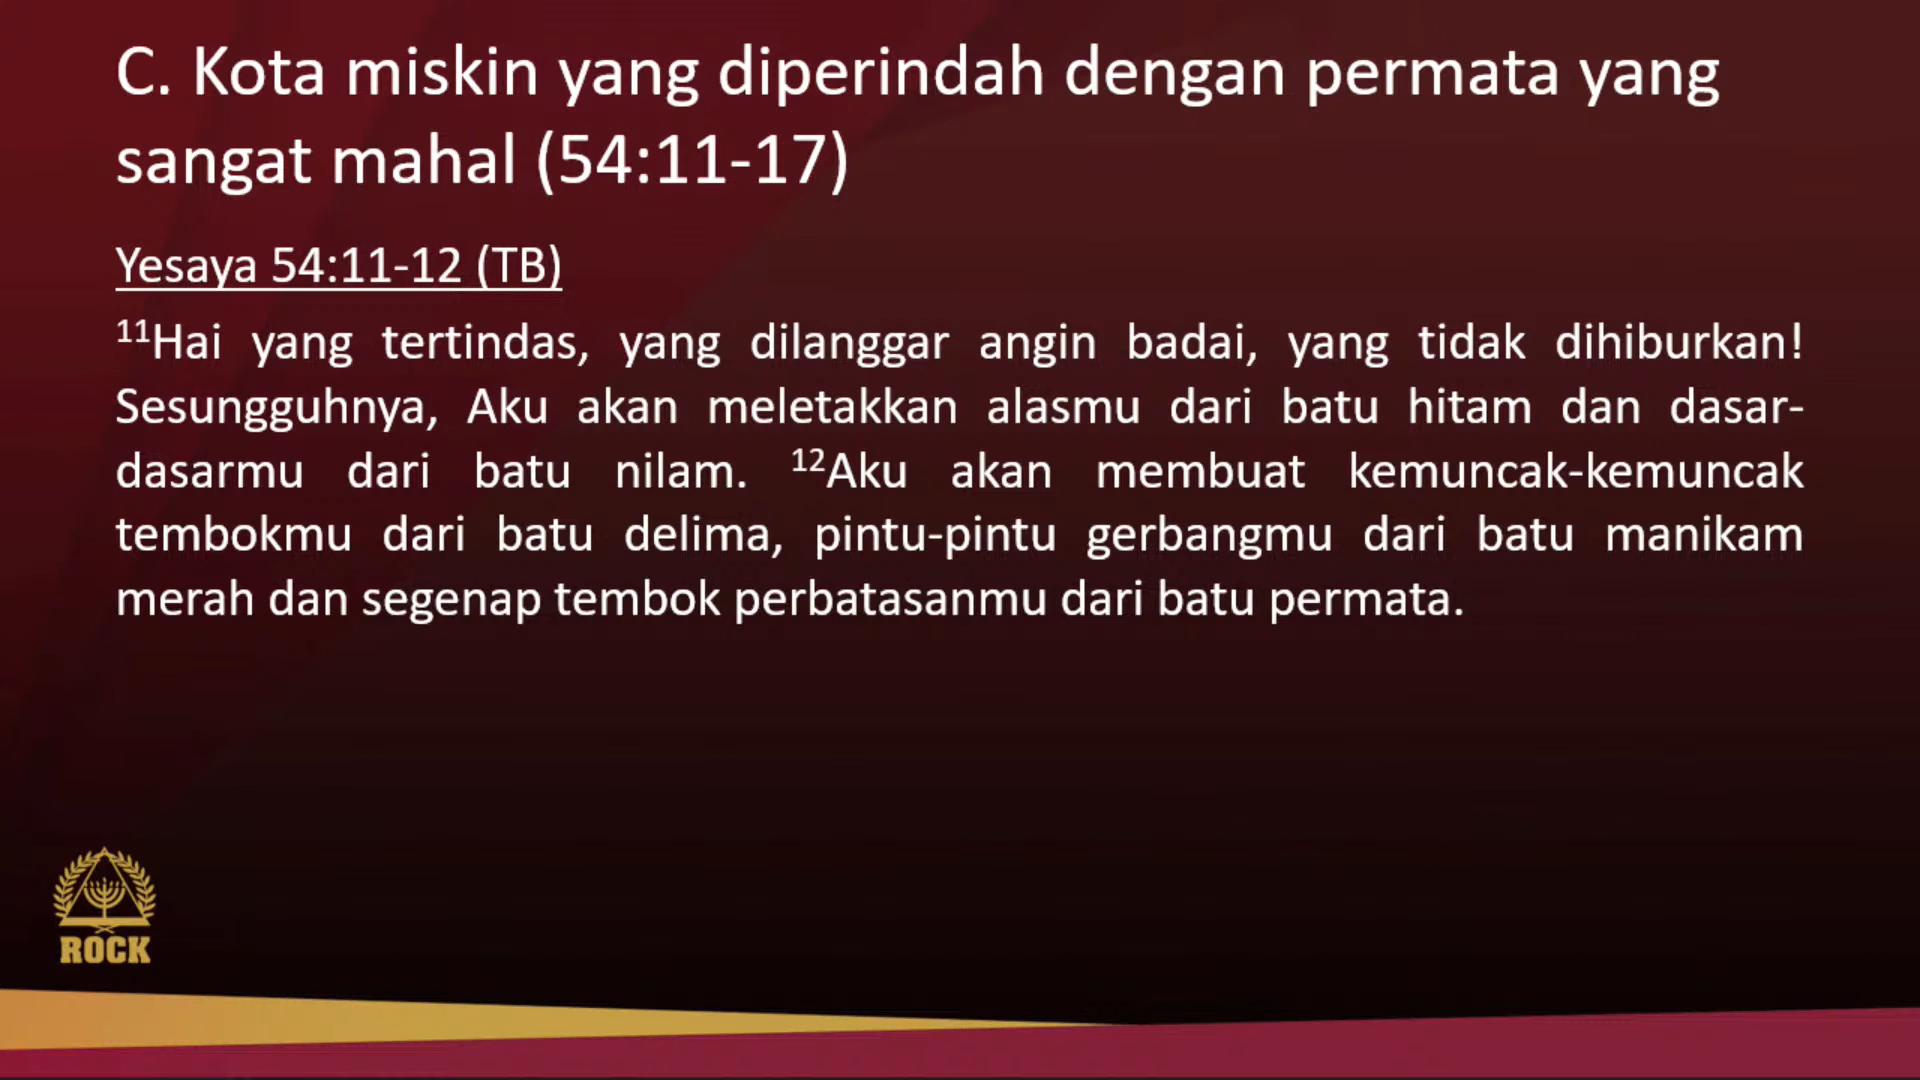 C. Kota miskin yang diperindah dengan permata yang
sangat mahal (54:11-17)
Yesaya 54:11-12 (TB)
¹¹Hai yang tertindas, yang dilanggar angin badai, yang tidak dihiburkan!
Sesungguhnya, Aku akan meletakkan alasmu dari batu hitam dan dasar-
dasarmu dari batu nilam. ¹²Aku akan membuat kemuncak-kemuncak
tembokmu dari batu delima, pintu-pintu gerbangmu dari batu manikam
merah dan segenap tembok perbatasanmu dari batu permata.
ROCK